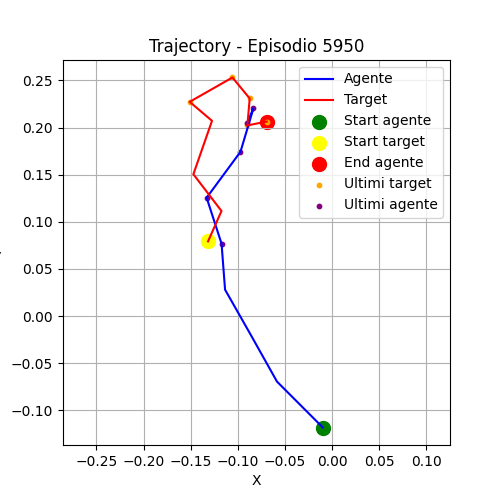 Trajectory - Episodio 5950
Agente
Target
Start agente
Start target
End agente
Ultimi target
Ultimi agente
0.25
0.20
0.15
0.10
0.05
0.00
−0.05
−0.10
−0.25 −0.20 −0.15 −0.10 −0.05 0.00 0.05 0.10
X